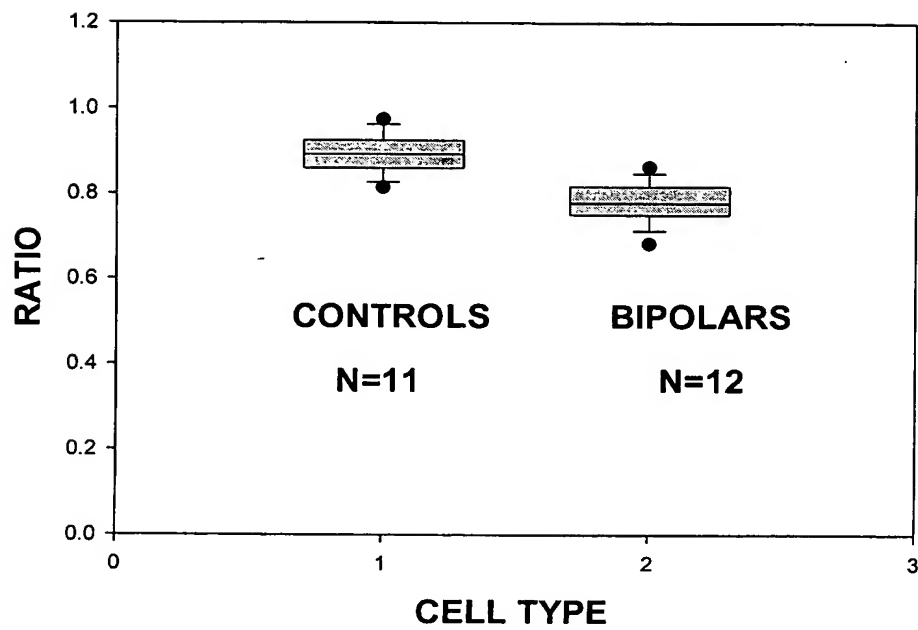 1.2
1.0
0.8
0.6
0.4
0.2
0.0
RATIO
CONTROLS
N=11
BIPOLARS
N=12
0
1
2
3
CELL TYPE